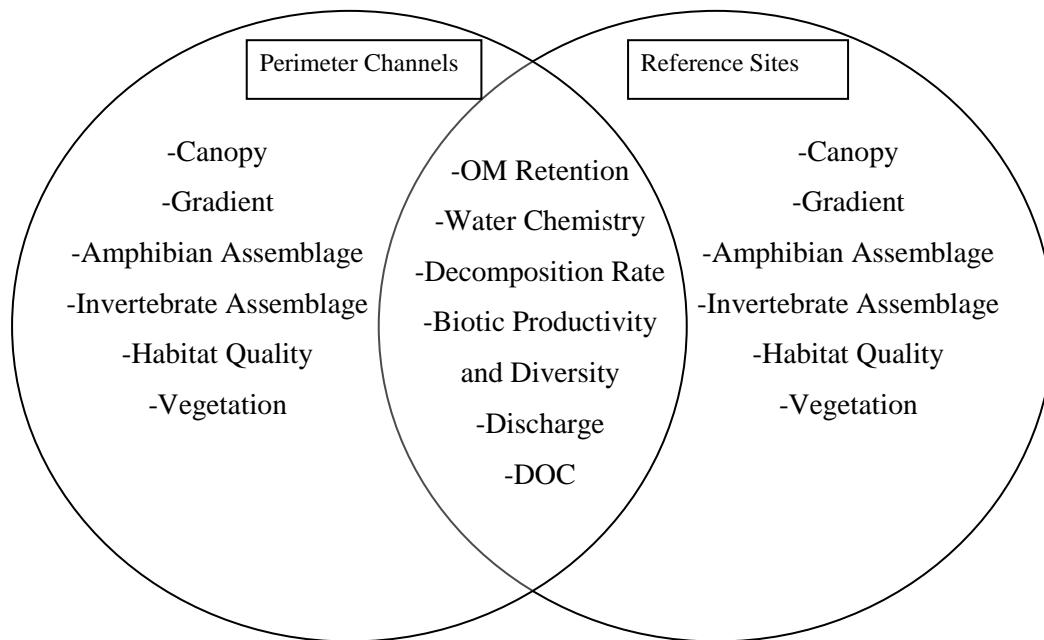 Perimeter Channels
Reference Sites
-Canopy
-Gradient
-Amphibian Assemblage
-Invertebrate Assemblage
-Habitat Quality
-Vegetation
-OM Retention
-Water Chemistry
-Decomposition Rate
-Biotic Productivity
and Diversity
-Discharge
-DOC
-Canopy
-Gradient
-Amphibian Assemblage
-Invertebrate Assemblage
-Habitat Quality
-Vegetation